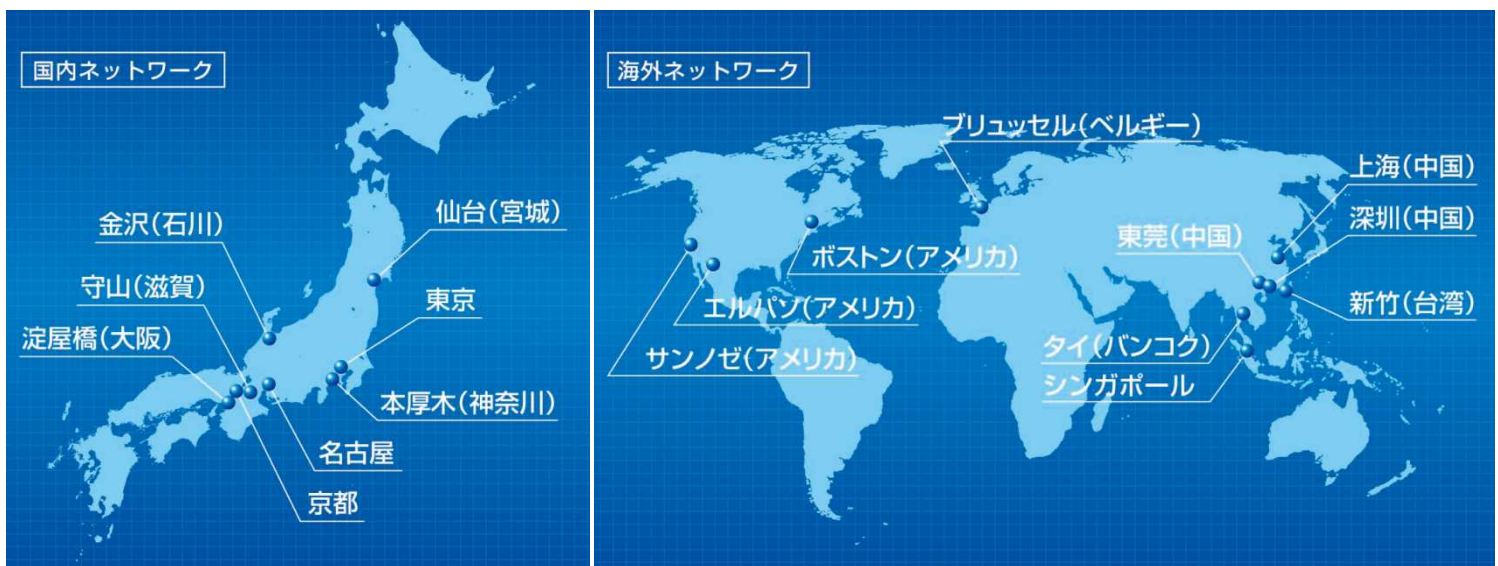 国内ネットワーク
仙台(宮城)
金沢(石川)
守山(滋賀)
東京
淀屋橋(大阪)
本厚木(神奈川)
名古屋
京都
海外ネットワーク
ブリュッセル(ベルギー)
上海(中国)
深圳(中国)
東莞(中国)
ボストン(アメリカ)
エルパソ(アメリカ)
新竹(台湾)
タイ(バンコク)
サンノゼ(アメリカ)
シンガポール